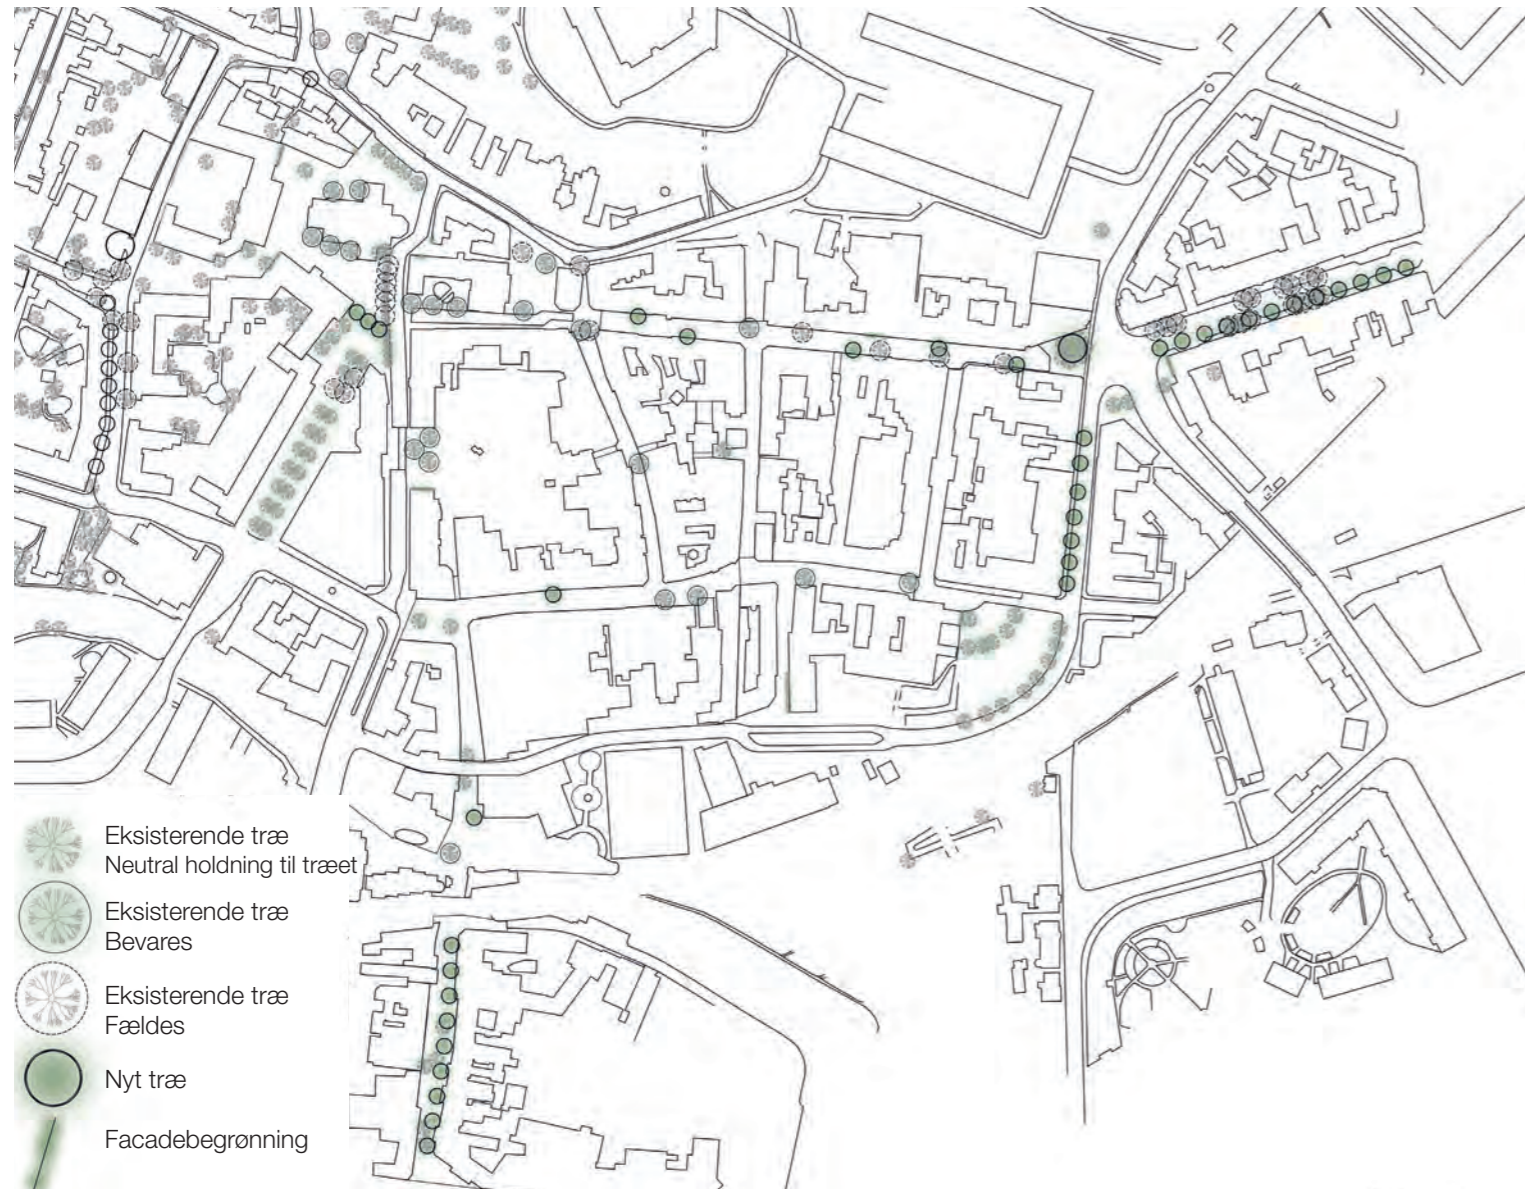 Eksisterende træ
Neutral holdning til træet
Eksisterende træ
Bevares
Eksisterende træ
Fældes
Nyt træ
Facadebegrønning